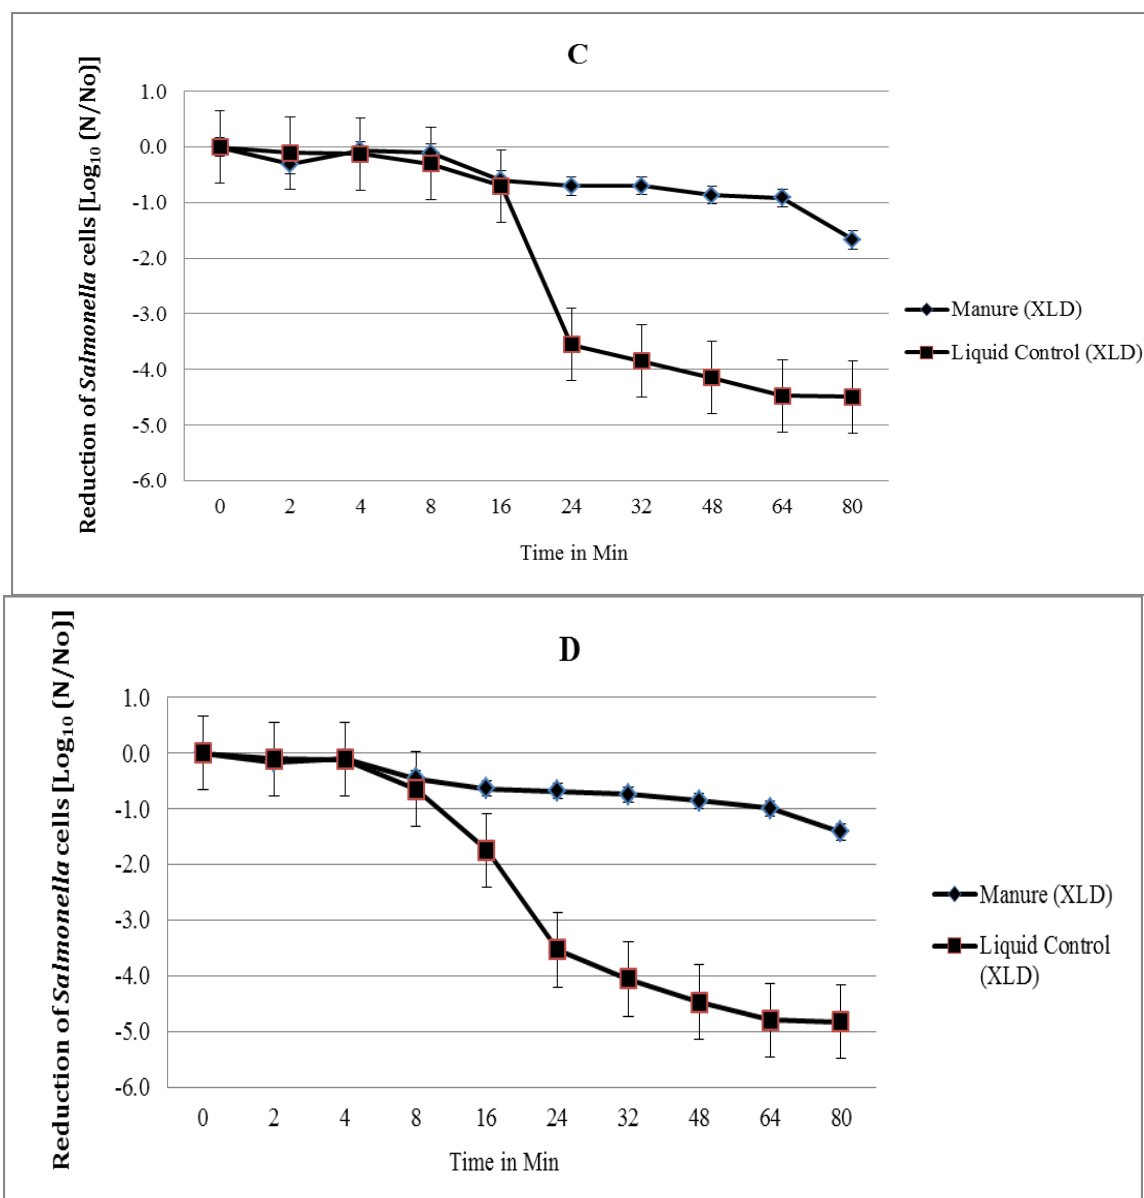 C
Reduction of Salmonella cells [Log₁₀ (N/No)]
1.0
0.0
-1.0
-2.0
-3.0
-4.0
-5.0
-6.0
0 2 4 8 16 24 32 48 64 80
Time in Min
Manure (XLD)
Liquid Control (XLD)
D
Reduction of Salmonella cells [Log₁₀ (N/No)]
1.0
0.0
-1.0
-2.0
-3.0
-4.0
-5.0
-6.0
0 2 4 8 16 24 32 48 64 80
Time in Min
Manure (XLD)
Liquid Control
(XLD)